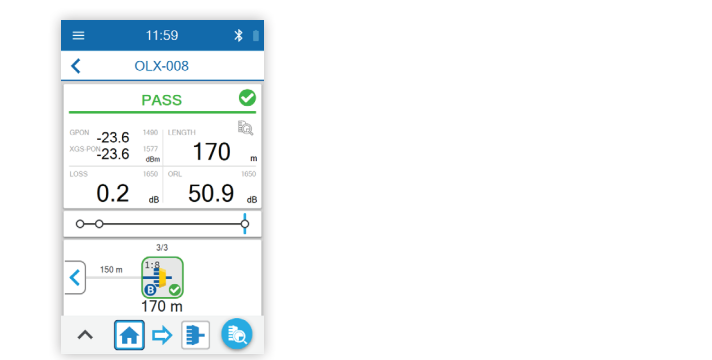 11:59
OLX-008
PASS
GPON -23.6 1490 LENGTH
XGS PON -23.6 1577 dBm 170 m
LOSS 1650 ORL 1650
0.2 dB 50.9 dB
3/3
150 m
1:8
B
170 m